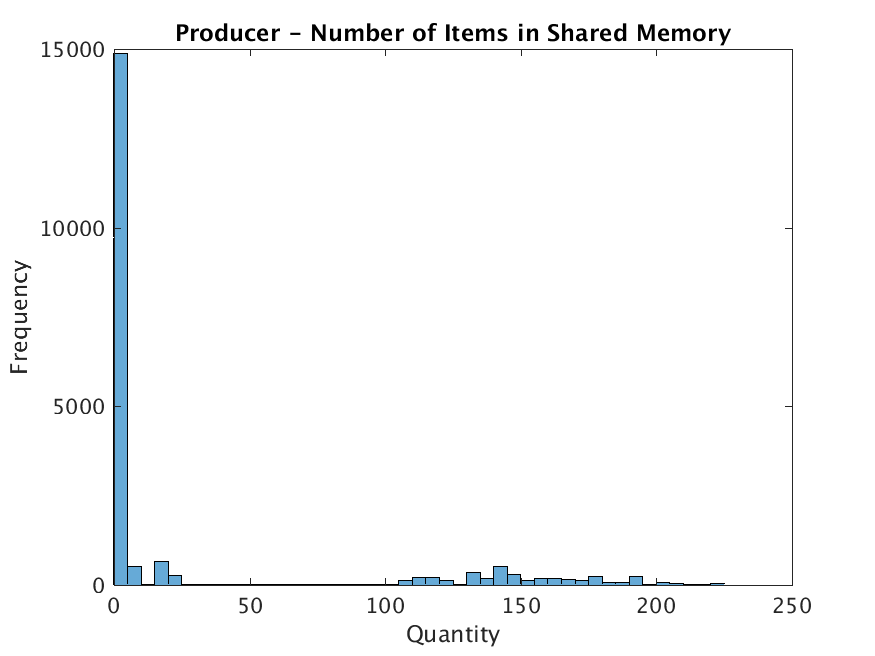 Producer – Number of Items in Shared Memory
15000
10000
5000
0
Frequency
0 50 100 150 200 250
Quantity